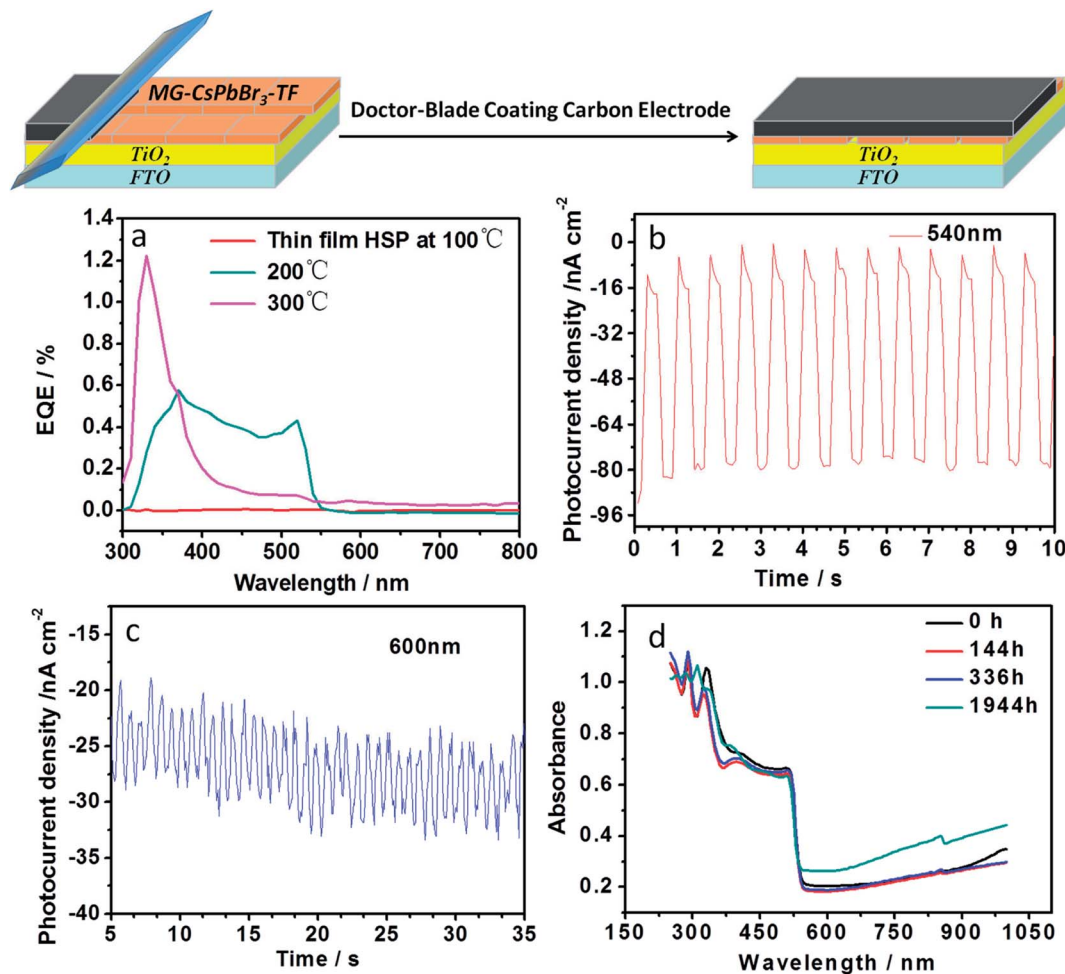 MG-CsPbBr₃-TF
TiO₂
FTO
Doctor-Blade Coating Carbon Electrode
TiO₂
FTO
a
Thin film HSP at 100℃
200℃
300℃
EQE / %
1.4
1.2
1.0
0.8
0.6
0.4
0.2
0.0
300 400 500 600 700 800
Wavelength / nm
b
540nm
Photocurrent density /nA cm⁻²
0
-16
-32
-48
-64
-80
-96
0 1 2 3 4 5 6 7 8 9 10
Time / s
c
600nm
Photocurrent density /nA cm⁻²
-15
-20
-25
-30
-35
-40
5 10 15 20 25 30 35
Time / s
d
0 h
144h
336h
1944h
Absorbance
1.2
1.0
0.8
0.6
0.4
0.2
150 300 450 600 750 900 1050
Wavelength / nm